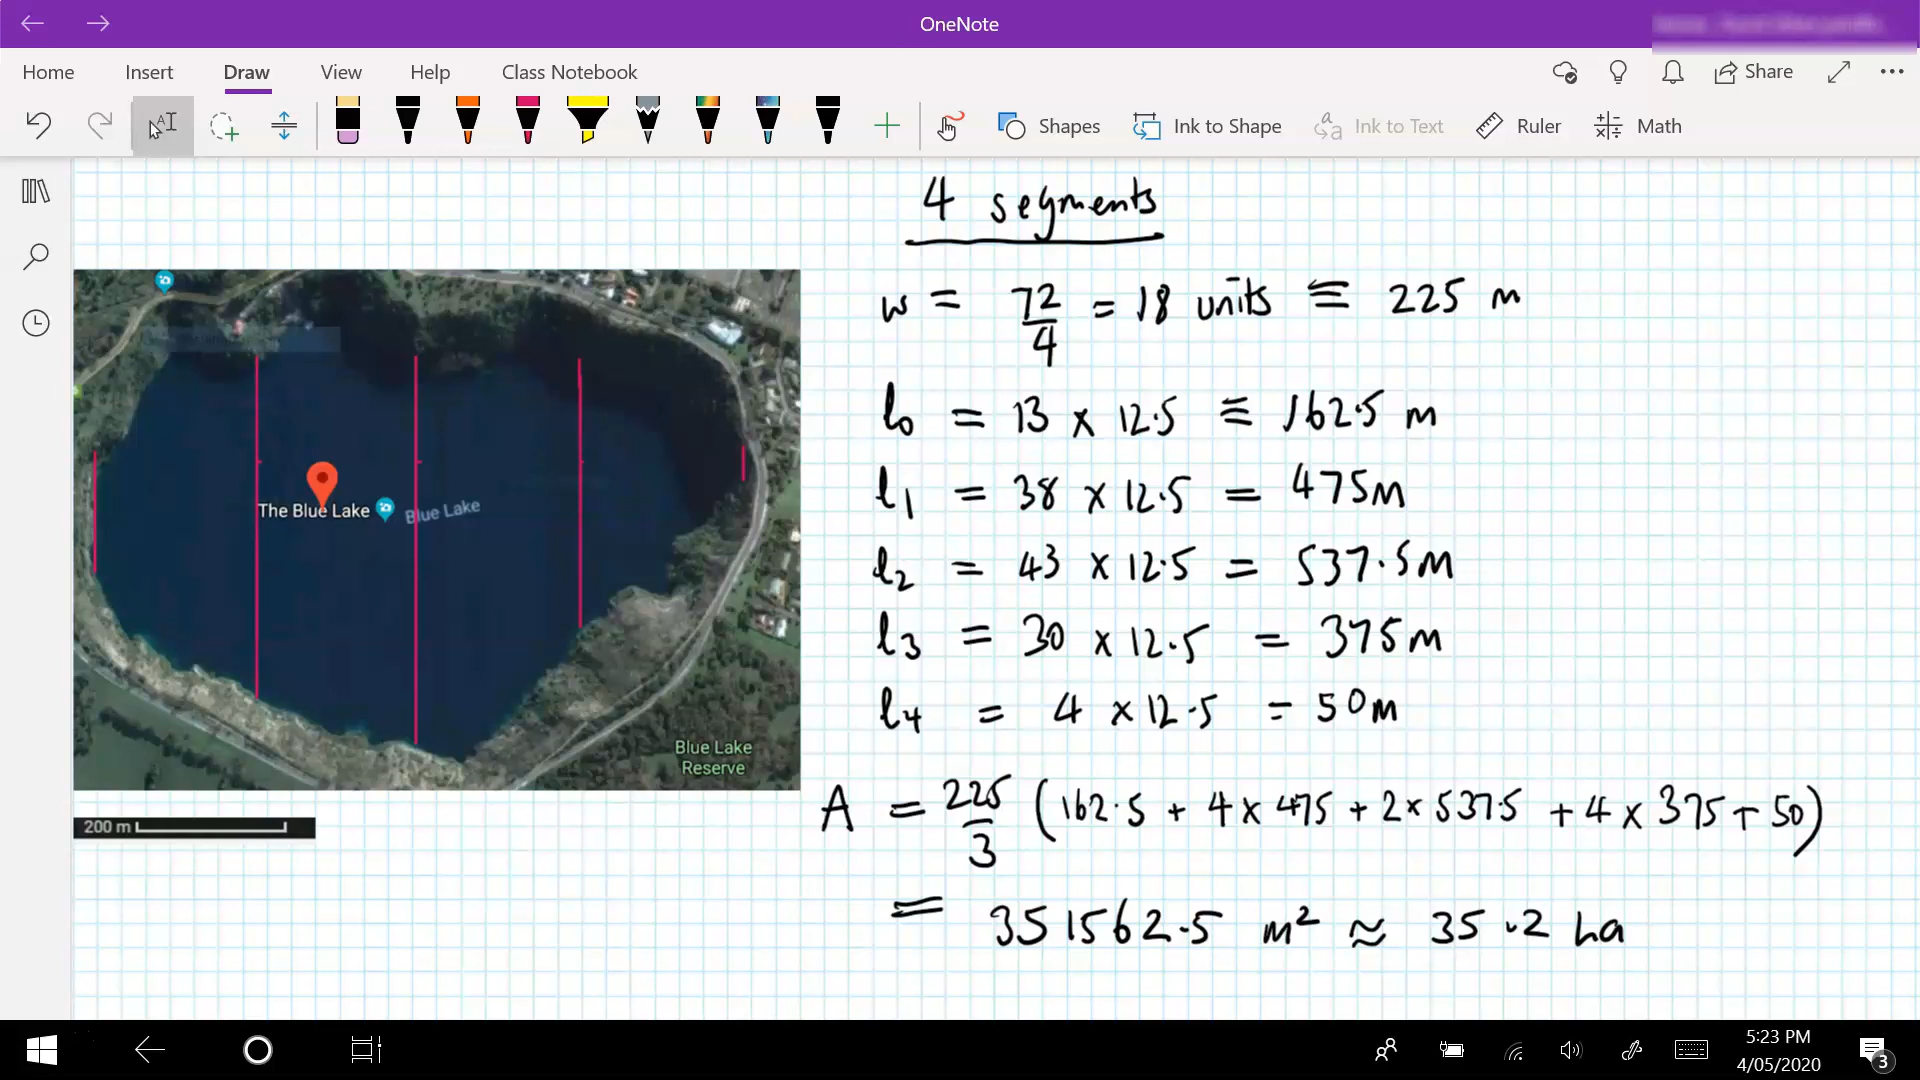 OneNote
Home Insert Draw View Help Class Notebook Share
Shapes Ink to Shape Ink to Text Ruler Math
4 segments
w = 72/4 = 18 units ≡ 225 m
l0 = 13 x 12.5 ≡ 162.5 m
l1 = 38 x 12.5 = 475m
l2 = 43 x 12.5 = 537.5m
l3 = 30 x 12.5 = 375m
l4 = 4 x 12.5 = 50m
A = 225/3 (162.5 + 4 x 475 + 2 x 537.5 + 4 x 375 + 50)
= 351562.5 m² ≈ 35.2 ha
The Blue Lake
Blue Lake
Blue Lake
Reserve
200 m
5:23 PM
4/05/2020
3